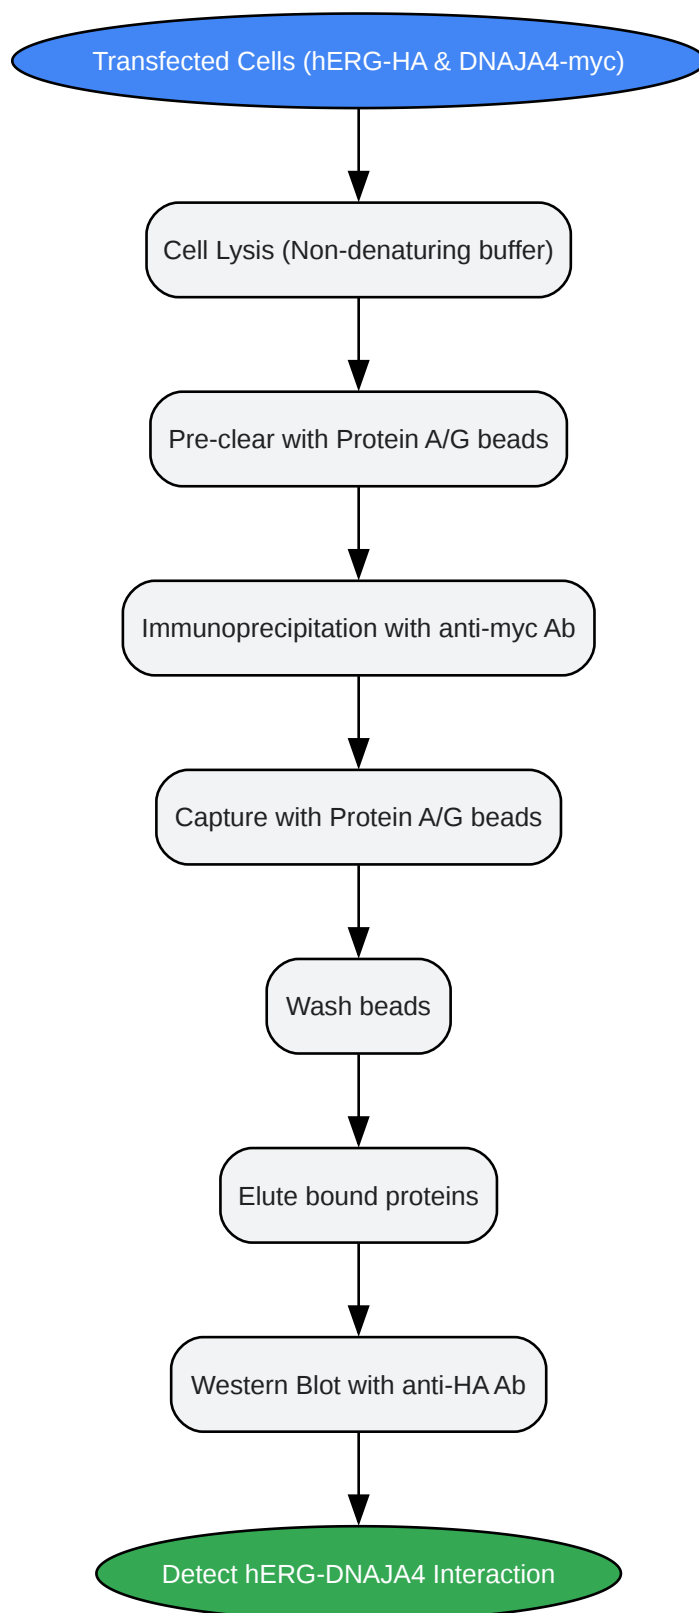 Transfected Cells (hERG-HA & DNAJA4-myc)
Cell Lysis (Non-denaturing buffer)
Pre-clear with Protein A/G beads
Immunoprecipitation with anti-myc Ab
Capture with Protein A/G beads
Wash beads
Elute bound proteins
Western Blot with anti-HA Ab
Detect hERG-DNAJA4 Interaction